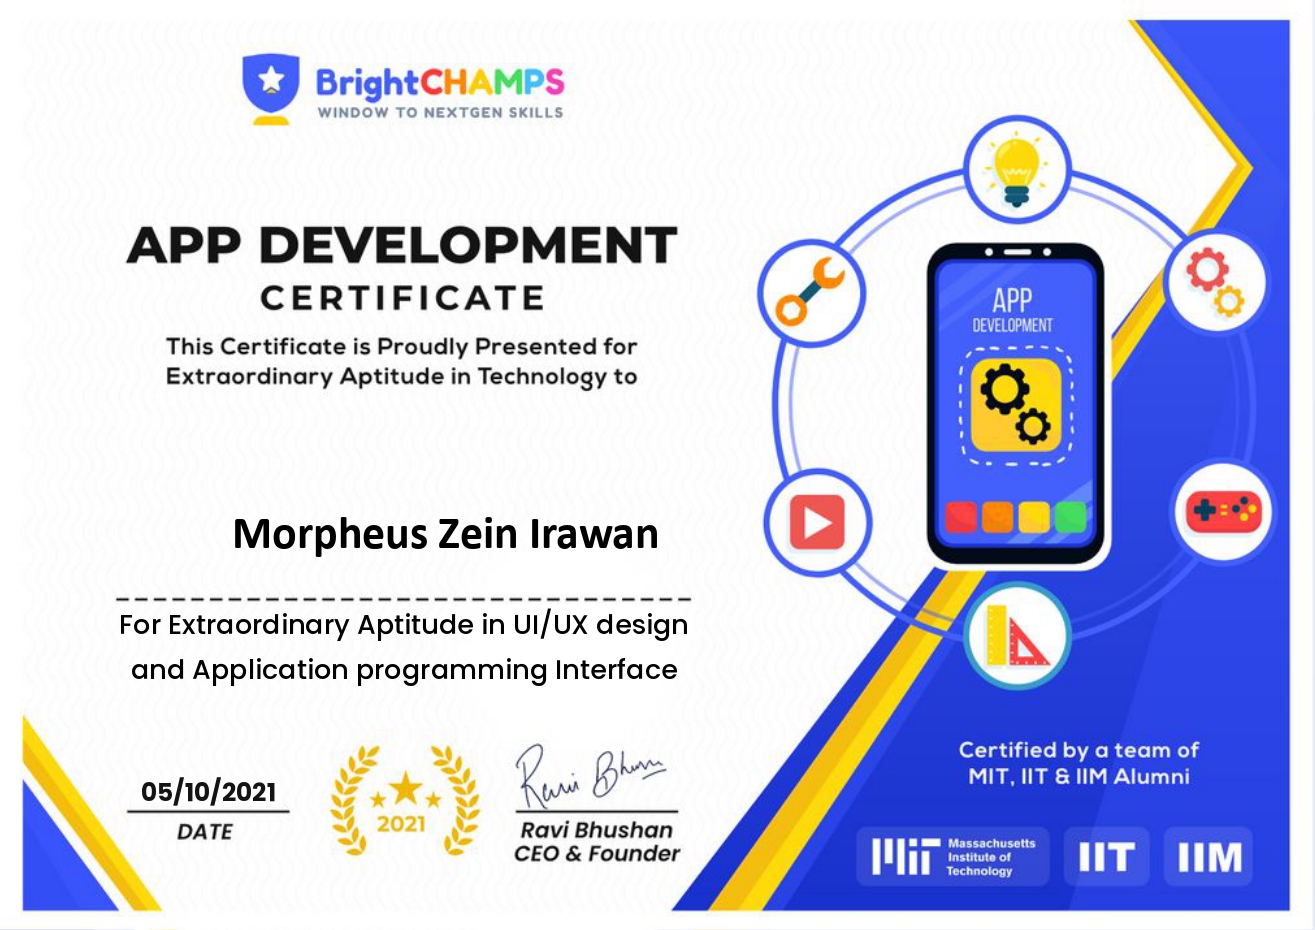 BrightCHAMPS
WINDOW TO NEXTGEN SKILLS
APP DEVELOPMENT
CERTIFICATE
This Certificate is Proudly Presented for
Extraordinary Aptitude in Technology to
Morpheus Zein Irawan
For Extraordinary Aptitude in UI/UX design
and Application programming Interface
05/10/2021
DATE
2021
Ravi Bhushan
CEO & Founder
APP
DEVELOPMENT
Certified by a team of
MIT, IIT & IIM Alumni
MIT
Massachusetts
Institute of
Technology
IIT
IIM